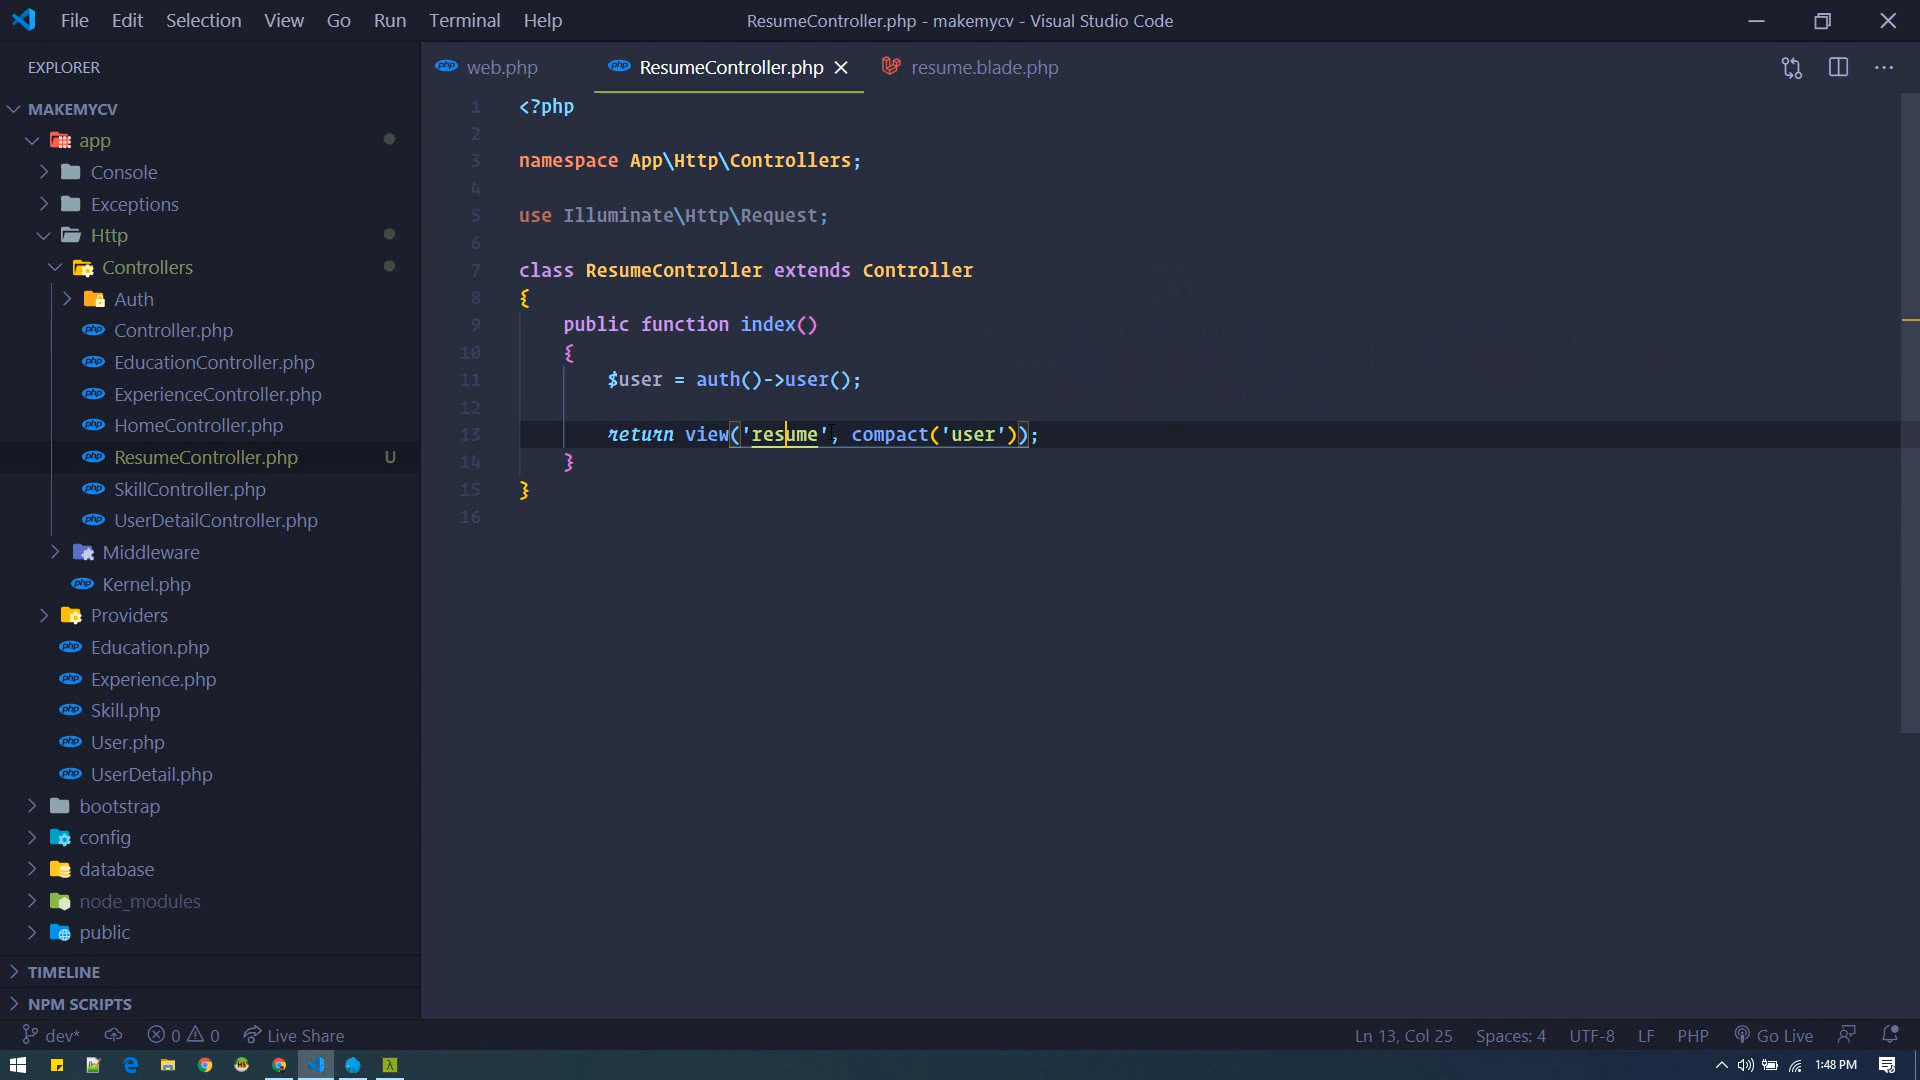 File Edit Selection View Go Run Terminal Help
ResumeController.php - makemycv - Visual Studio Code
EXPLORER
MAKEMYCV
app
Console
Exceptions
Http
Controllers
Auth
Controller.php
EducationController.php
ExperienceController.php
HomeController.php
ResumeController.php U
SkillController.php
UserDetailController.php
Middleware
Kernel.php
Providers
Education.php
Experience.php
Skill.php
User.php
UserDetail.php
bootstrap
config
database
node_modules
public
TIMELINE
NPM SCRIPTS
php web.php php ResumeController.php resume.blade.php
1 <?php
2
3 namespace App\Http\Controllers;
4
5 use Illuminate\Http\Request;
6
7 class ResumeController extends Controller
8 {
9 public function index()
10 {
11 $user = auth()->user();
12
13 return view('resume', compact('user'));
14 }
15 }
16
dev* 0 0 Live Share
Ln 13, Col 25 Spaces: 4 UTF-8 LF PHP Go Live
1:48 PM